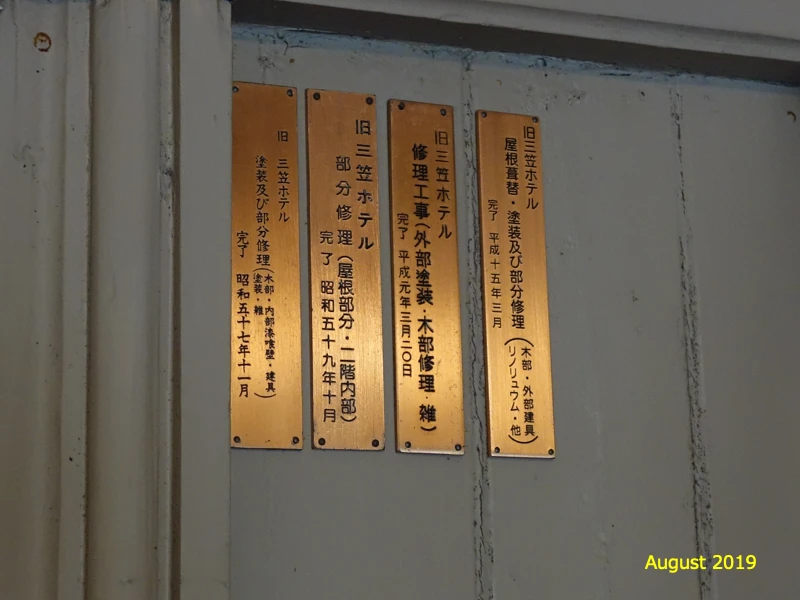 旧 三笠ホテル
塗装及び部分修理(木部・内部漆喰壁・建具
塗装・雑)
完了 昭和五十七年十一月
旧三笠ホテル
部分修理(屋根部分・二階内部)
完了 昭和五十九年十月
旧三笠ホテル
修理工事(外部塗装・木部修理・雑)
完了 平成元年三月二〇日
旧三笠ホテル
屋根葺替・塗装及び部分修理(木部・外部建具
リノリュウム・他)
完了 平成十五年三月
August 2019